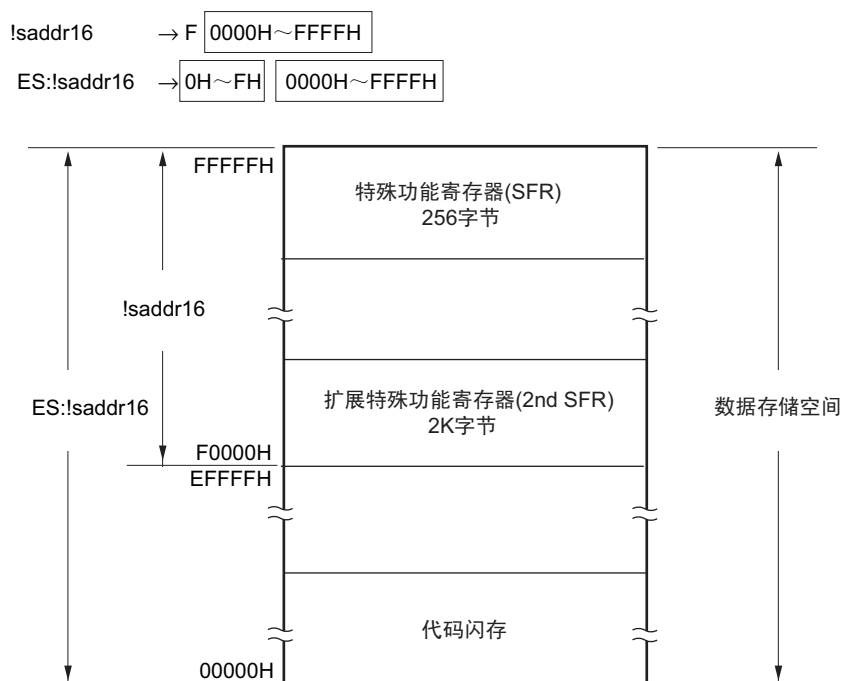 !saddr16 → F 0000H～FFFFH
ES:!saddr16 → 0H～FH 0000H～FFFFH
FFFFFH
特殊功能寄存器(SFR)
256字节
!saddr16
扩展特殊功能寄存器(2nd SFR)
2K字节
ES:!saddr16
数据存储空间
F0000H
EFFFFH
代码闪存
00000H